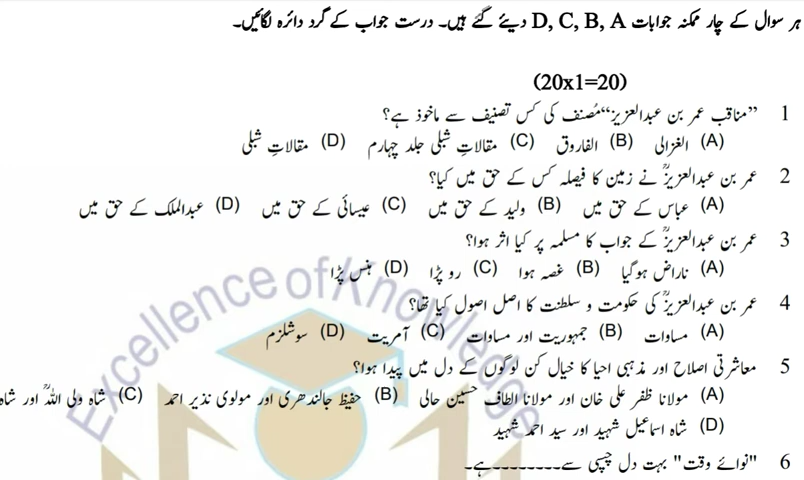 ہر سوال کے چار ممکنہ جوابات D, C, B, A دیئے گئے ہیں۔ درست جواب کے گرد دائرہ لگائیں۔
(20x1=20)
1 ”مناقب عمر بن عبدالعزیز“مُصنف کی کس تصنیف سے ماخوذ ہے؟
(A) الغزالی (B) الفاروق (C) مقالاتِ شبلی جلد چہارم (D) مقالاتِ شبلی
2 عمر بن عبدالعزیزؒ نے زمین کا فیصلہ کس کے حق میں کیا؟
(A) عباس کے حق میں (B) ولید کے حق میں (C) عیسائی کے حق میں (D) عبدالملک کے حق میں
3 عمر بن عبدالعزیزؒ کے جواب کا مسلمہ پر کیا اثر ہوا؟
(A) ناراض ہوگیا (B) غصہ ہوا (C) رو پڑا (D) ہنس پڑا
4 عمر بن عبدالعزیزؒ کی حکومت و سلطنت کا اصل اصول کیا تھا؟
(A) مساوات (B) جمہوریت اور مساوات (C) آمریت (D) سوشلزم
5 معاشرتی اصلاح اور مذہبی احیا کا خیال کن لوگوں کے دل میں پیدا ہوا؟
(A) مولانا ظفر علی خان اور مولانا الطاف حسین حالی (B) حفیظ جالندھری اور مولوی نذیر احمد (C) شاہ ولی اللہؒ اور شاہ
(D) شاہ اسماعیل شہید اور سید احمد شہید
6 "نوائے وقت" بہت دل چسپی سے۔۔۔۔۔۔۔۔ہے۔
Excellence of Knowledge